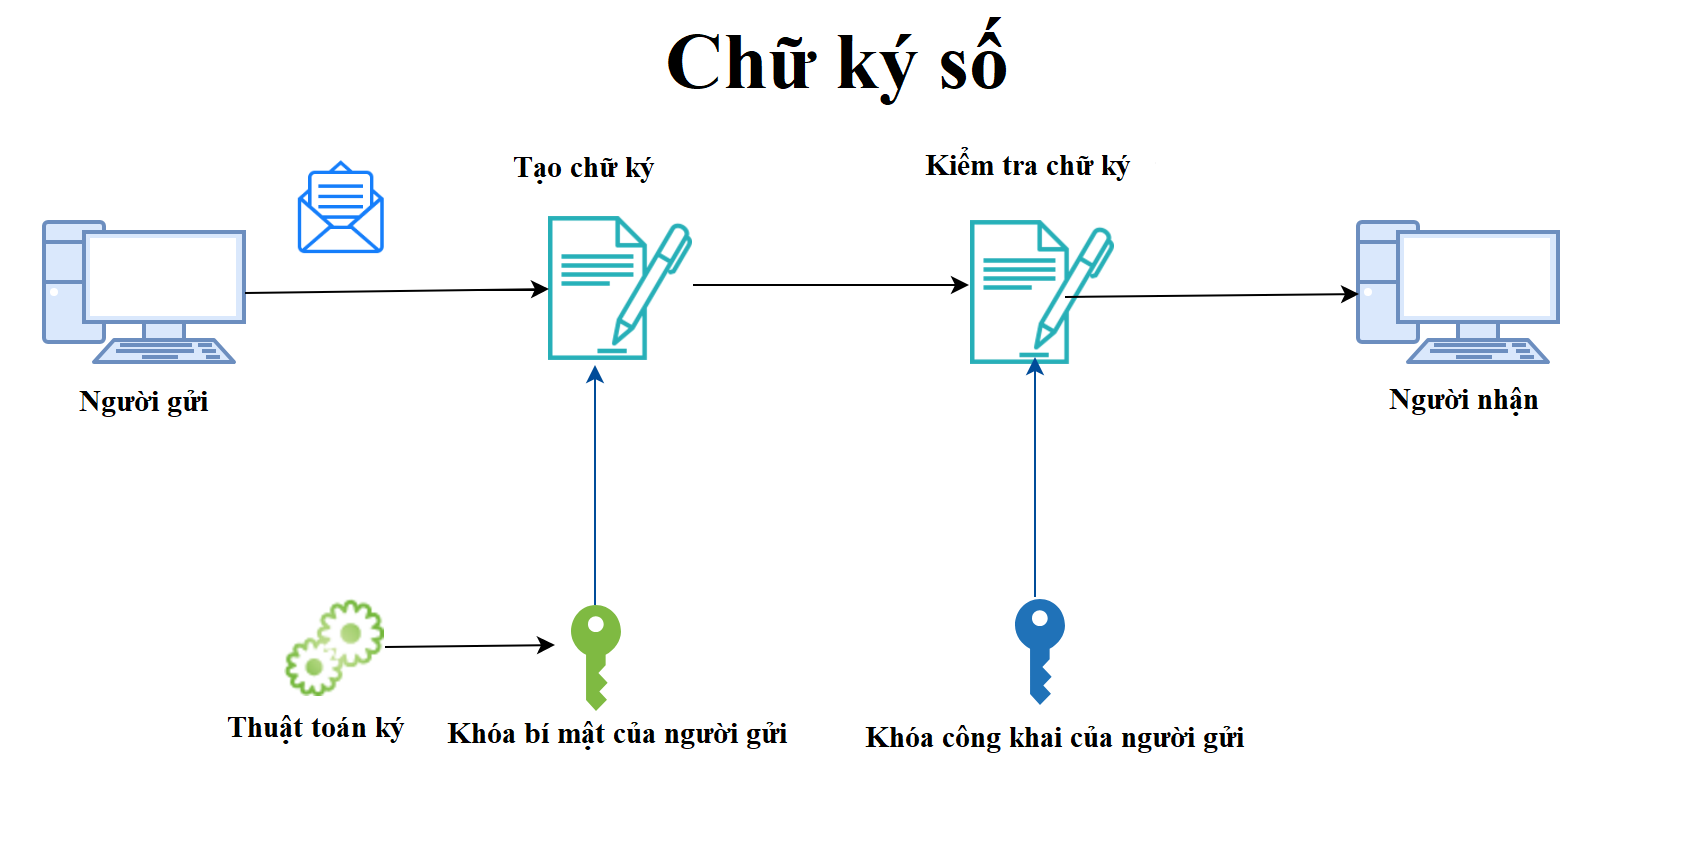 Chữ ký số
Tạo chữ ký
Kiểm tra chữ ký
Người gửi
Người nhận
Thuật toán ký
Khóa bí mật của người gửi
Khóa công khai của người gửi